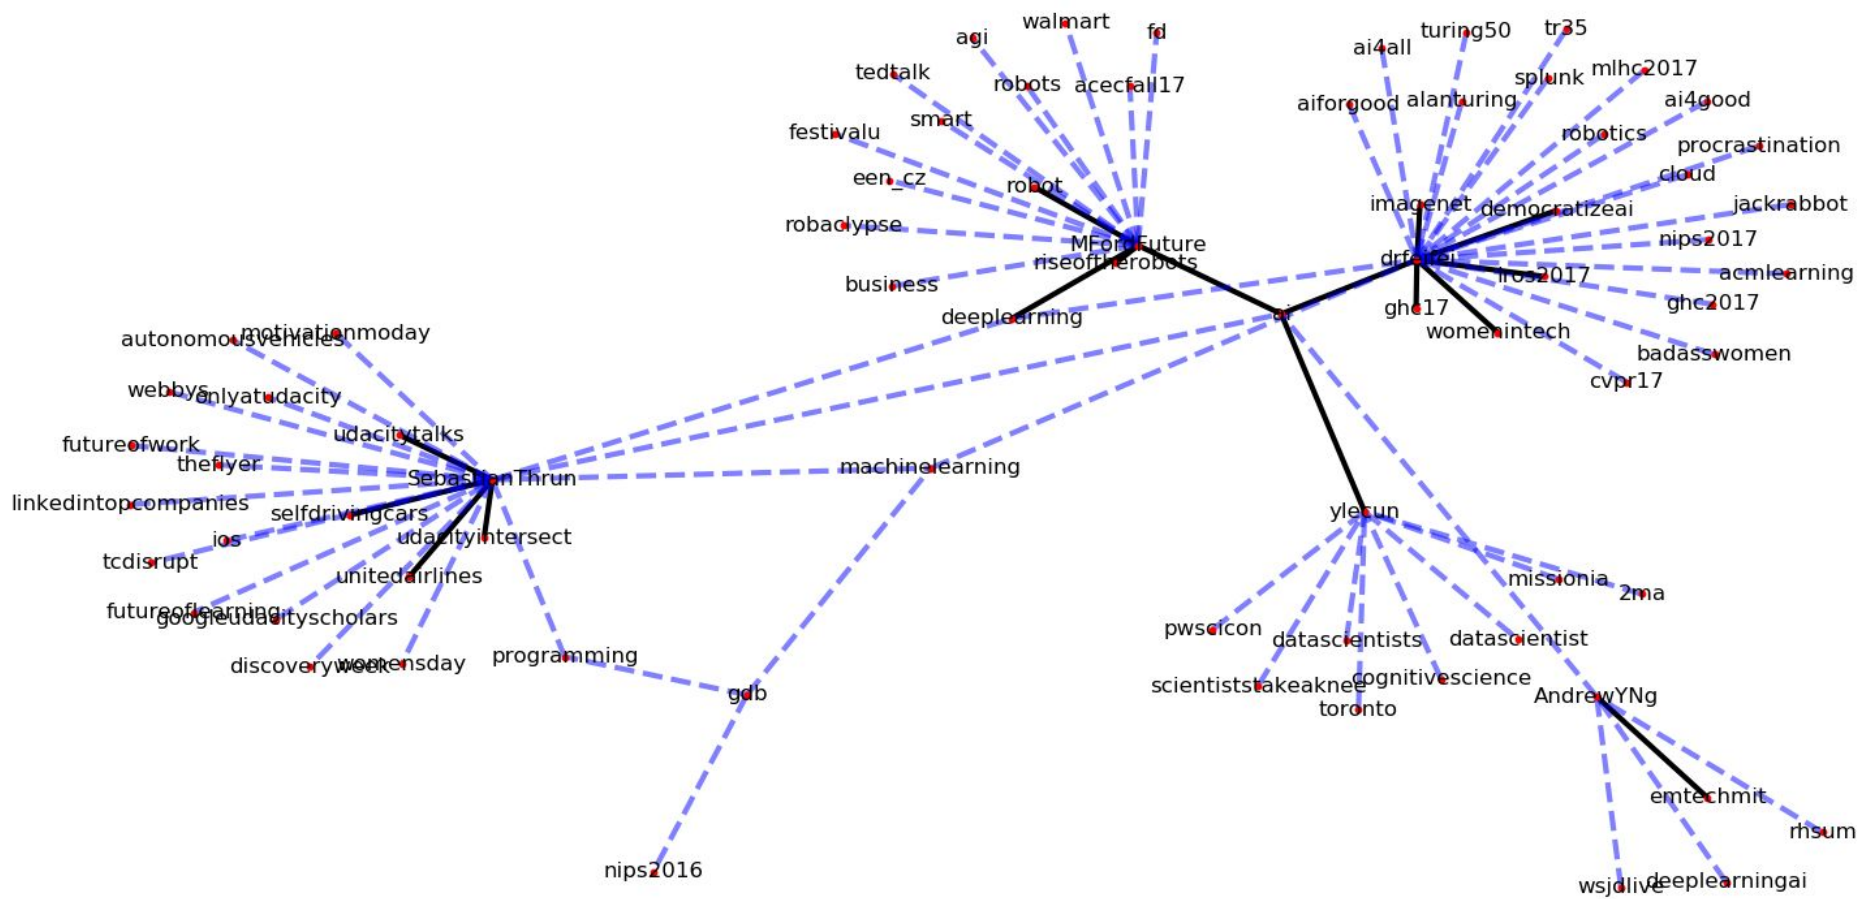 walmart
fd
agi
turing50
tr35
ai4all
tedtalk
robots
acecfall17
splunk
mlhc2017
aiforgood
alanturing
ai4good
smart
festivalu
robotics
procrastination
een_cz
robot
cloud
imagenet
democratizeai
jackrabbot
robaclypse
MFordFuture
nips2017
riseoftherobots
drfeifei
iros2017
acmlearning
business
ghc17
ghc2017
deeplearning
ai
womenintech
motivationmoday
autonomousvehicles
badasswomen
cvpr17
webbys
onlyatudacity
udacitytalks
futureofwork
theflyer
machinelearning
SebastianThrun
linkedintopcompanies
selfdrivingcars
ylecun
ios
udacityintersect
tcdisrupt
unitedairlines
missionia
2ma
futureoflearning
googleudacityscholars
pwscicon
datascientists
datascientist
discoveryweek
womensday
programming
scientiststakeaknee
cognitivescience
gdb
toronto
AndrewYNg
emtechmit
rhsum
nips2016
wsjdlive
deeplearningai